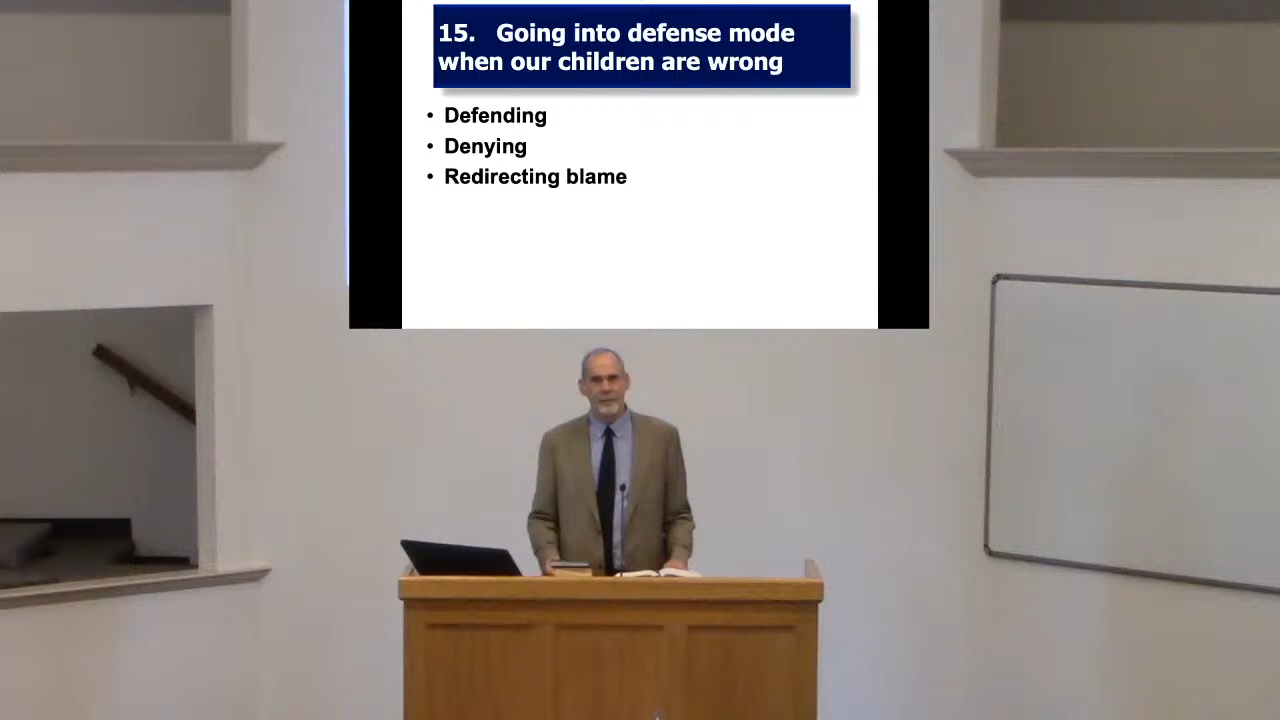 15. Going into defense mode
when our children are wrong
• Defending
• Denying
• Redirecting blame